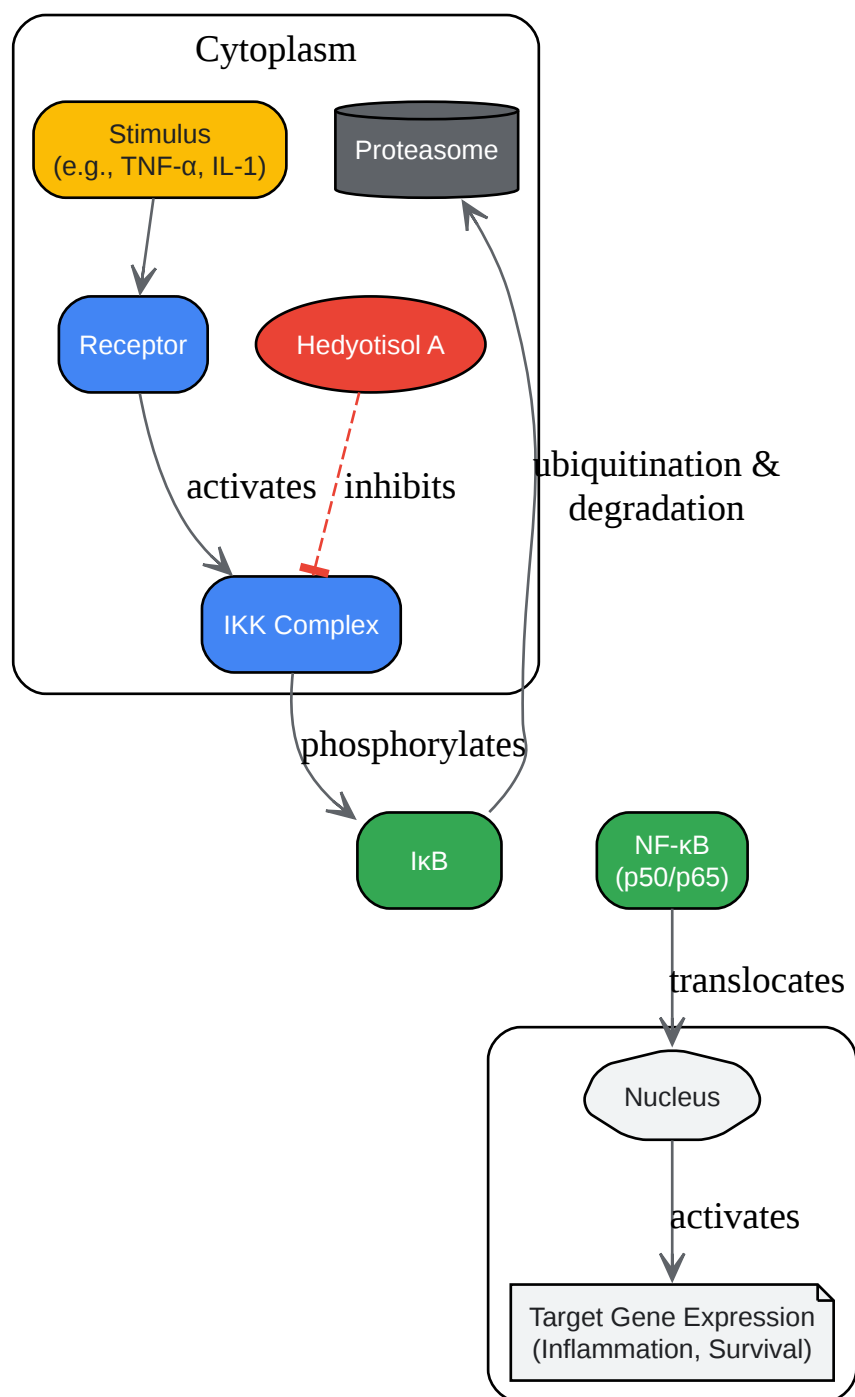 Cytoplasm
Stimulus
(e.g., TNF-α, IL-1)
Proteasome
Receptor
Hedyotisol A
activates
inhibits
ubiquitination &
degradation
IKK Complex
phosphorylates
IκB
NF-κB
(p50/p65)
translocates
Nucleus
activates
Target Gene Expression
(Inflammation, Survival)